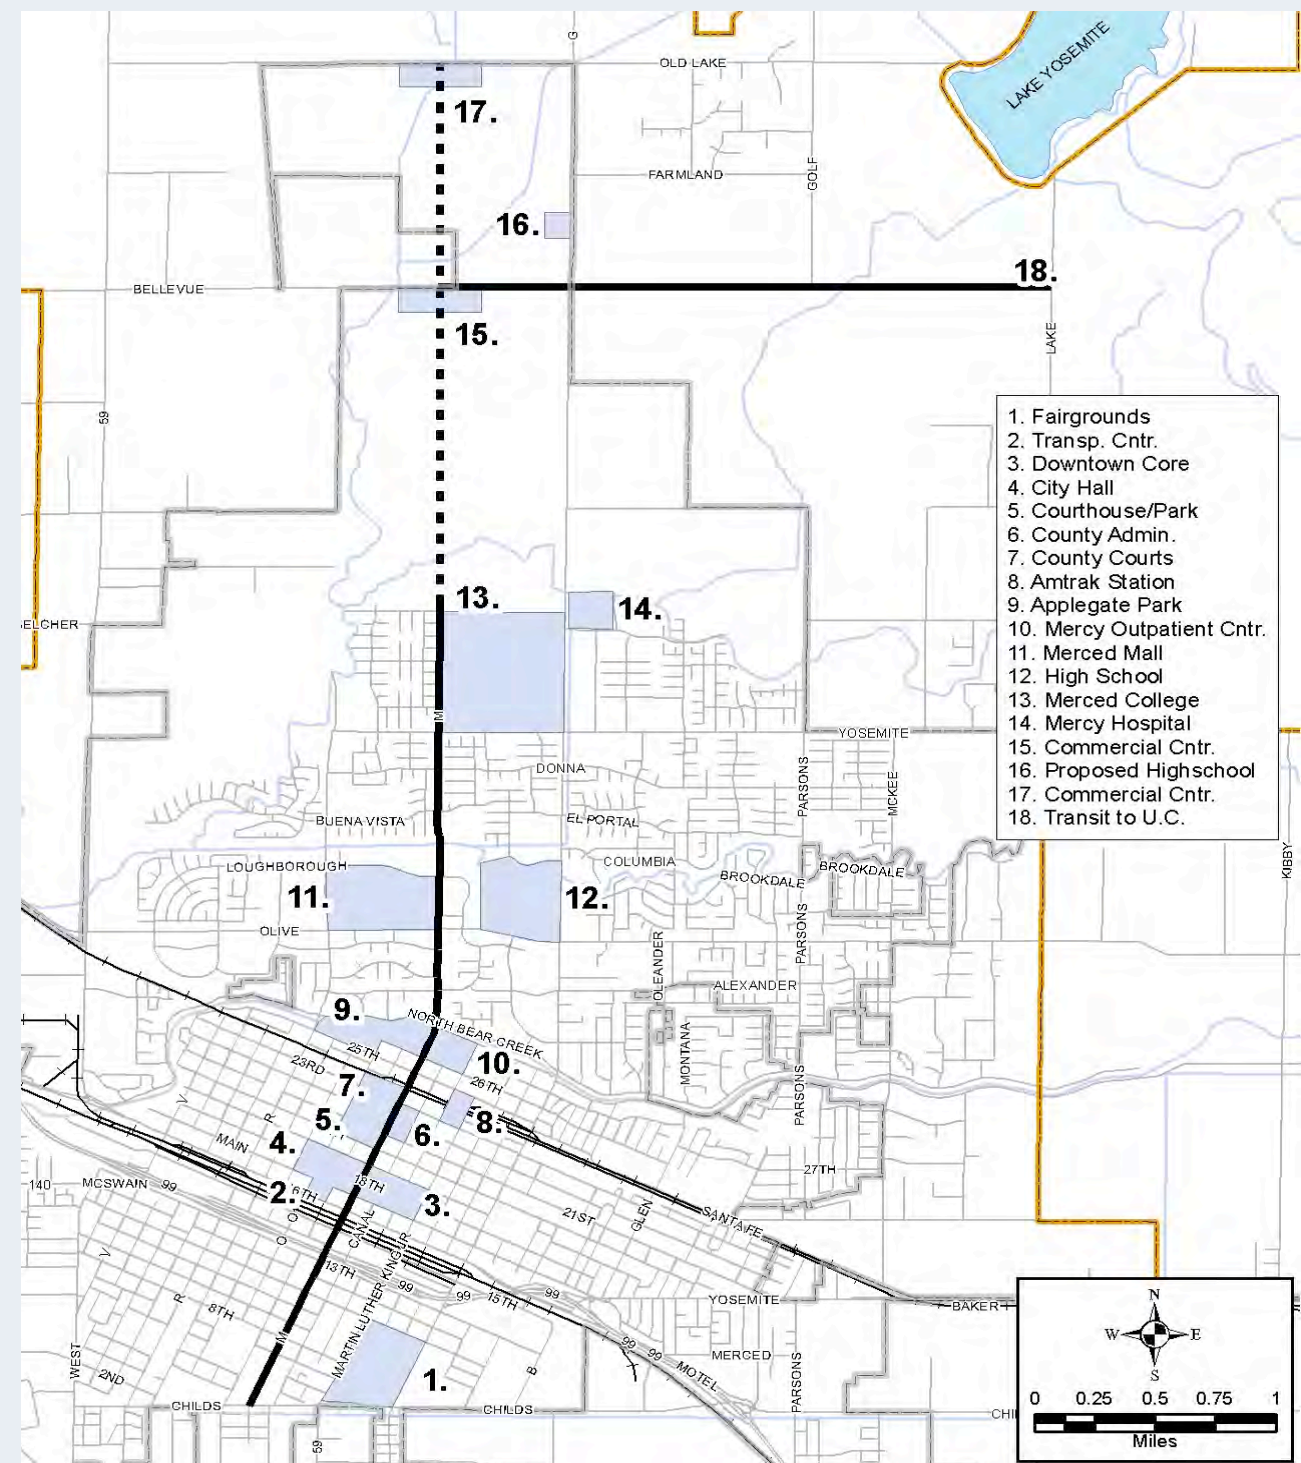 G
OLD LAKE
LAKE YOSEMITE
17.
FARMLAND
GOLF
16.
18.
BELLEVUE
15.
LAKE
59
1. Fairgrounds
2. Transp. Cntr.
3. Downtown Core
4. City Hall
5. Courthouse/Park
6. County Admin.
7. County Courts
8. Amtrak Station
9. Applegate Park
10. Mercy Outpatient Cntr.
11. Merced Mall
12. High School
13. Merced College
14. Mercy Hospital
15. Commercial Cntr.
16. Proposed Highschool
17. Commercial Cntr.
18. Transit to U.C.
13.
14.
ELCHER
M
YOSEMITE
DONNA
PARSONS
MCKEE
BUENA VISTA
EL PORTAL
KIBBY
LOUGHBOROUGH
COLUMBIA
BROOKDALE
BROOKDALE
11.
12.
OLIVE
PARSONS
OLEANDER
ALEXANDER
9.
NORTH BEAR CREEK
25TH
23RD
10.
26TH
MONTANA
PARSONS
7.
V
R
5.
6.
8.
4.
MAIN
27TH
140
MCSWAIN
99
2.
6TH
18TH
3.
O
O
CANAL
21ST
GLEN
SANTA FE
V
13TH
MARTIN LUTHER KING JR
99
99
15TH
99
R
8TH
YOSEMITE
BAKER
M
99
99
MERCED
MOTEL
WEST
2ND
1.
B
PARSONS
CHILDS
CHILDS
CHI
59
N
W
E
S
0 0.25 0.5 0.75 1
Miles